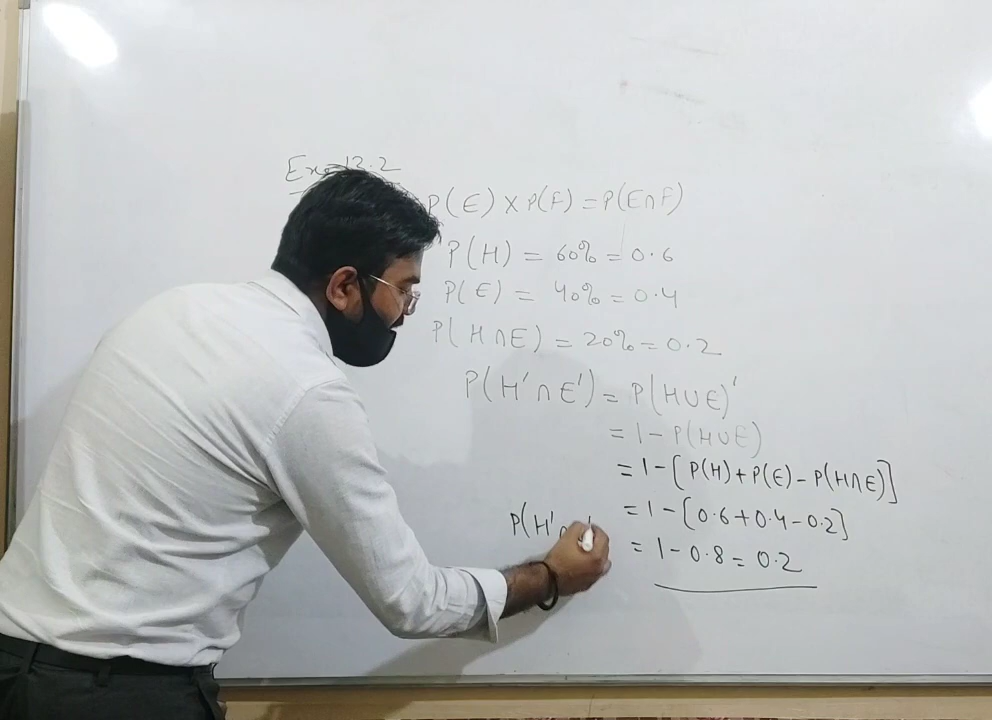 Ex-13.2
P(E) X P(F) = P(E∩F)
P(H) = 60% = 0.6
P(E) = 40% = 0.4
P(H∩E) = 20% = 0.2
P(H'∩E') = P(H∪E)'
= 1 - P(H∪E)
= 1 - [P(H) + P(E) - P(H∩E)]
= 1 - [0.6 + 0.4 - 0.2]
P(H'∩
= 1 - 0.8 = 0.2